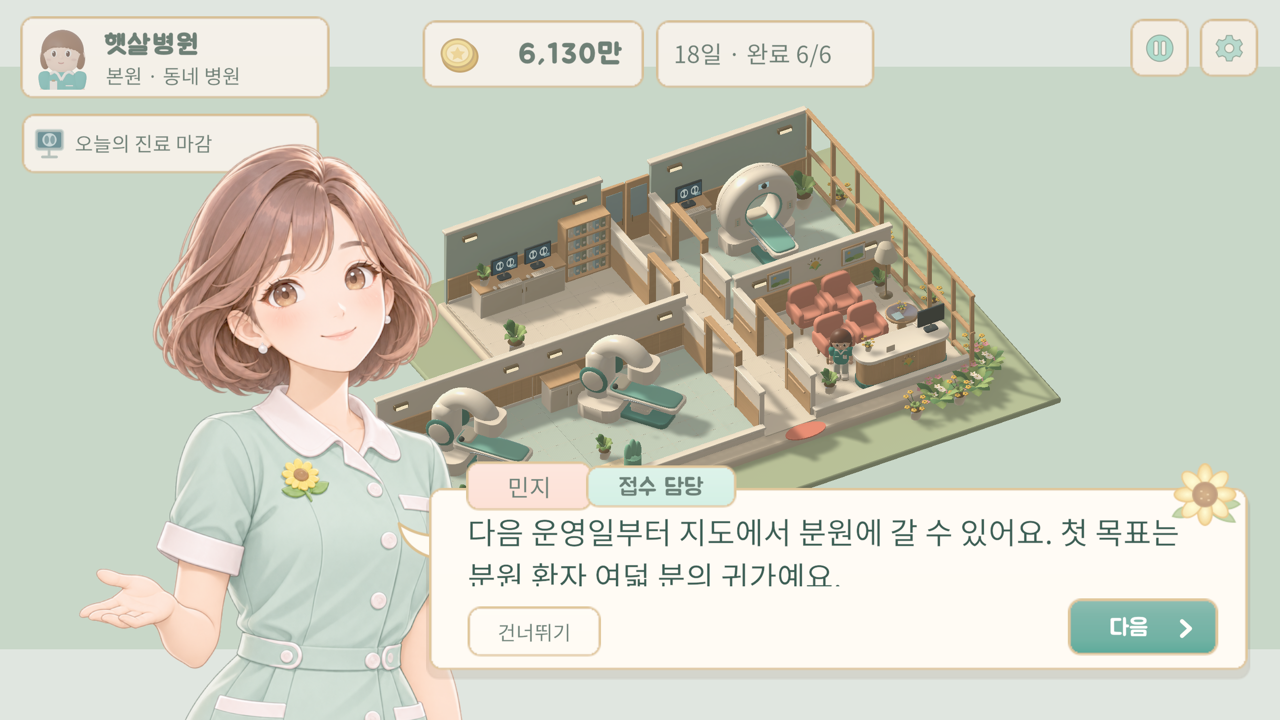 햇살병원
본원 · 동네 병원
6,130만
18일 · 완료 6/6
오늘의 진료 마감
민지
접수 담당
다음 운영일부터 지도에서 분원에 갈 수 있어요. 첫 목표는
분원 환자 여덟 분의 귀가예요.
건너뛰기
다음